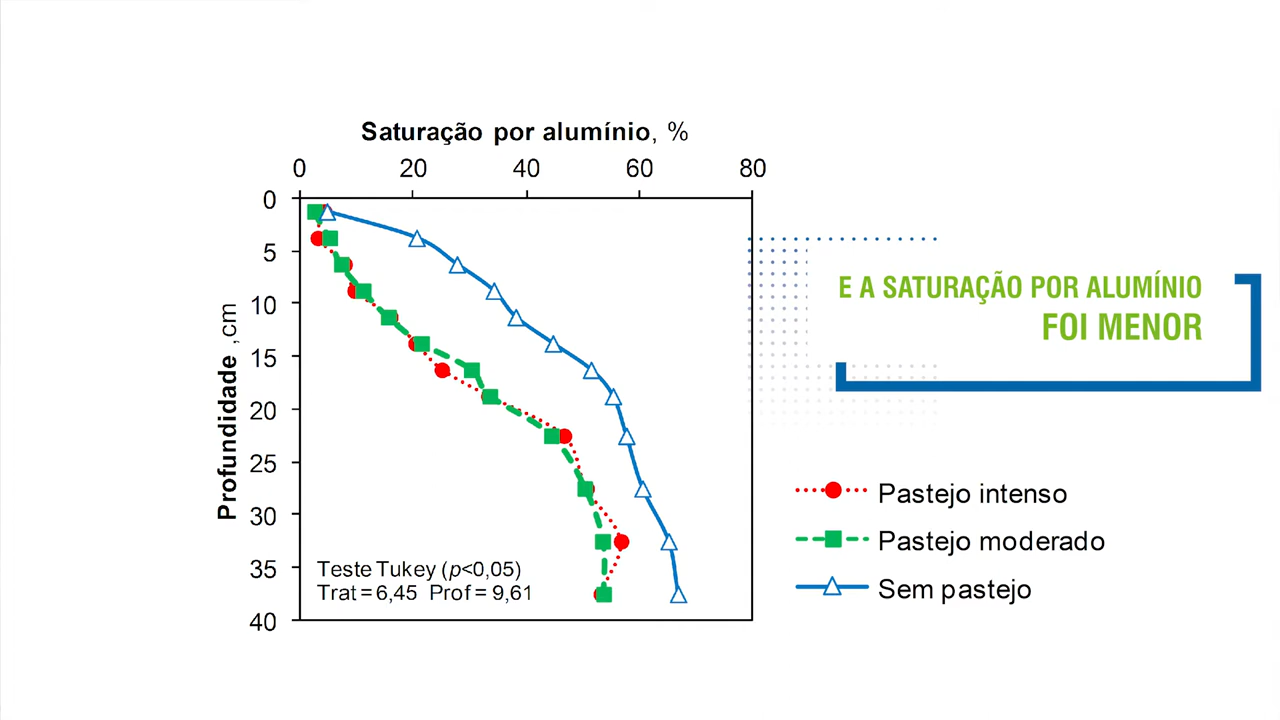 Saturação por alumínio, %
0 20 40 60 80
0
5
10
15
20
25
30
35
40
Profundidade ,cm
Teste Tukey (p<0,05)
Trat = 6,45 Prof = 9,61
E A SATURAÇÃO POR ALUMÍNIO
FOI MENOR
Pastejo intenso
Pastejo moderado
Sem pastejo